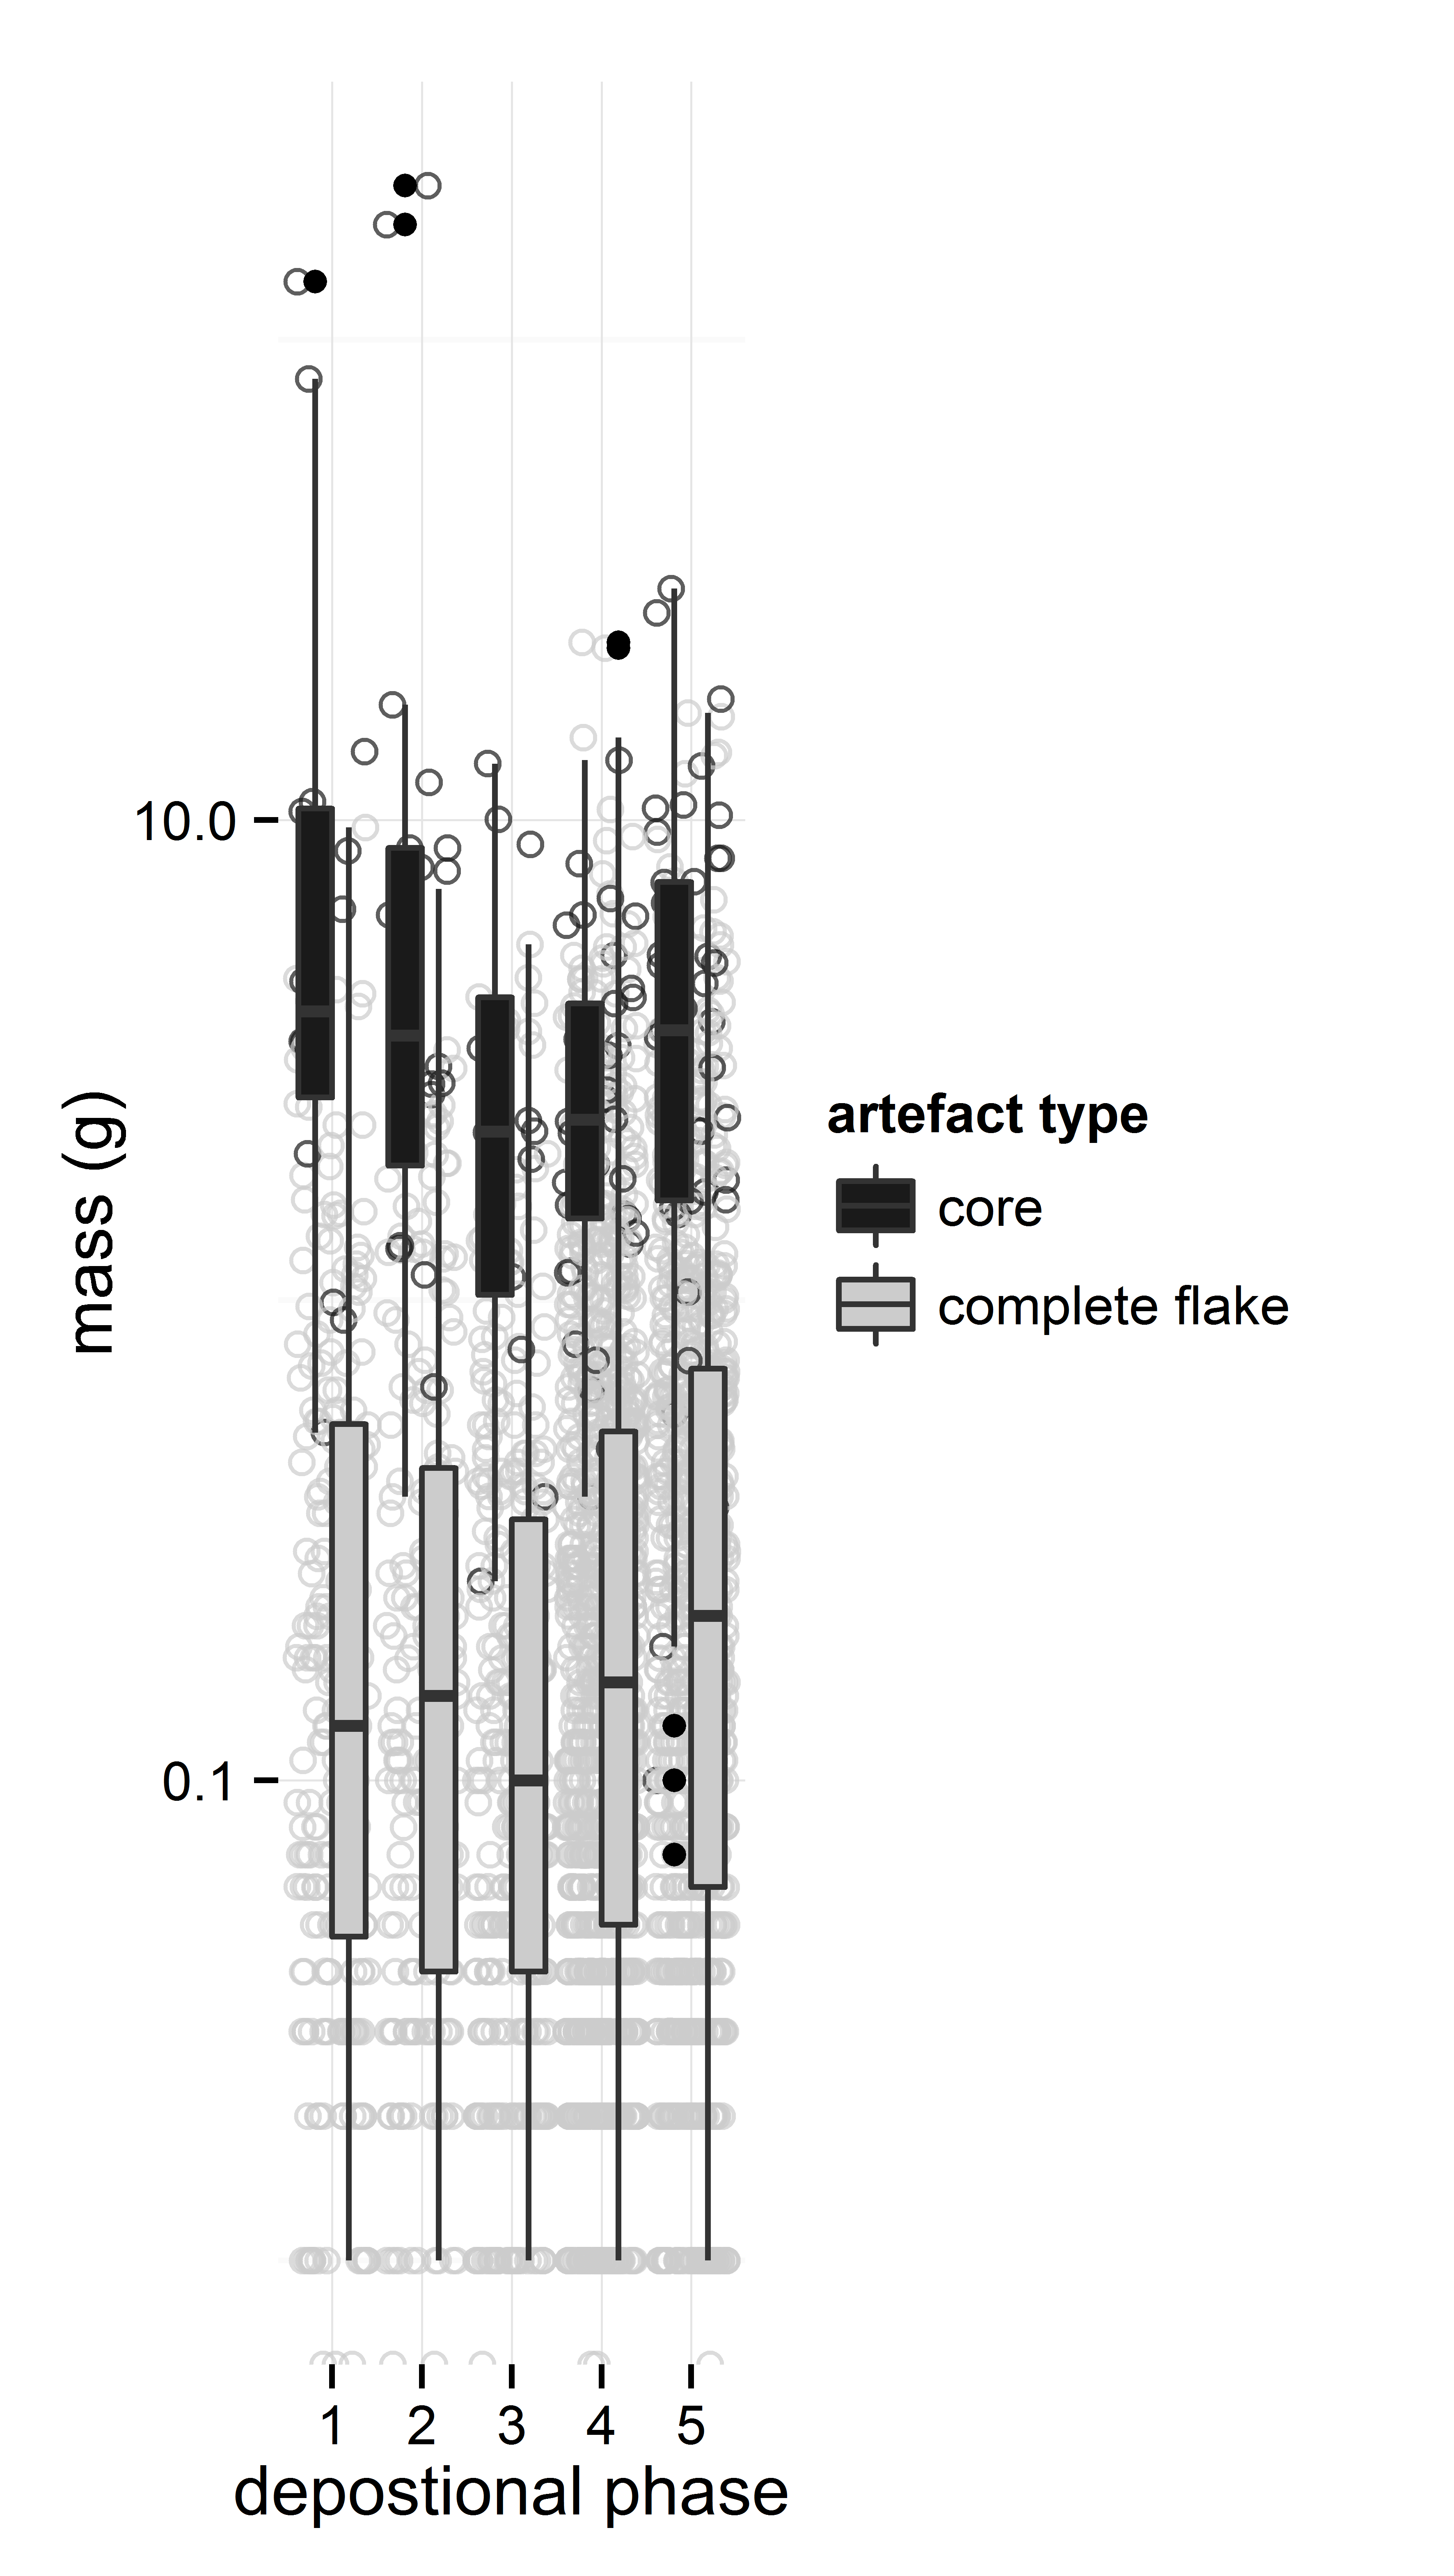 mass (g)
10.0
0.1
1 2 3 4 5
depostional phase
artefact type
core
complete flake